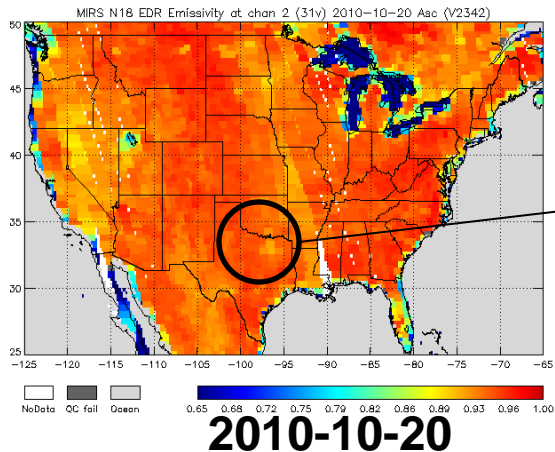 MIRS N18 EDR Emissivity at chan 2 (31v) 2010-10-20 Asc (V2342)
50
45
40
35
30
25
-125 -120 -115 -110 -105 -100 -95 -90 -85 -80 -75 -70 -65
NoData QC fail Ocean 0.65 0.68 0.72 0.75 0.79 0.82 0.86 0.89 0.93 0.96 1.00
2010-10-20